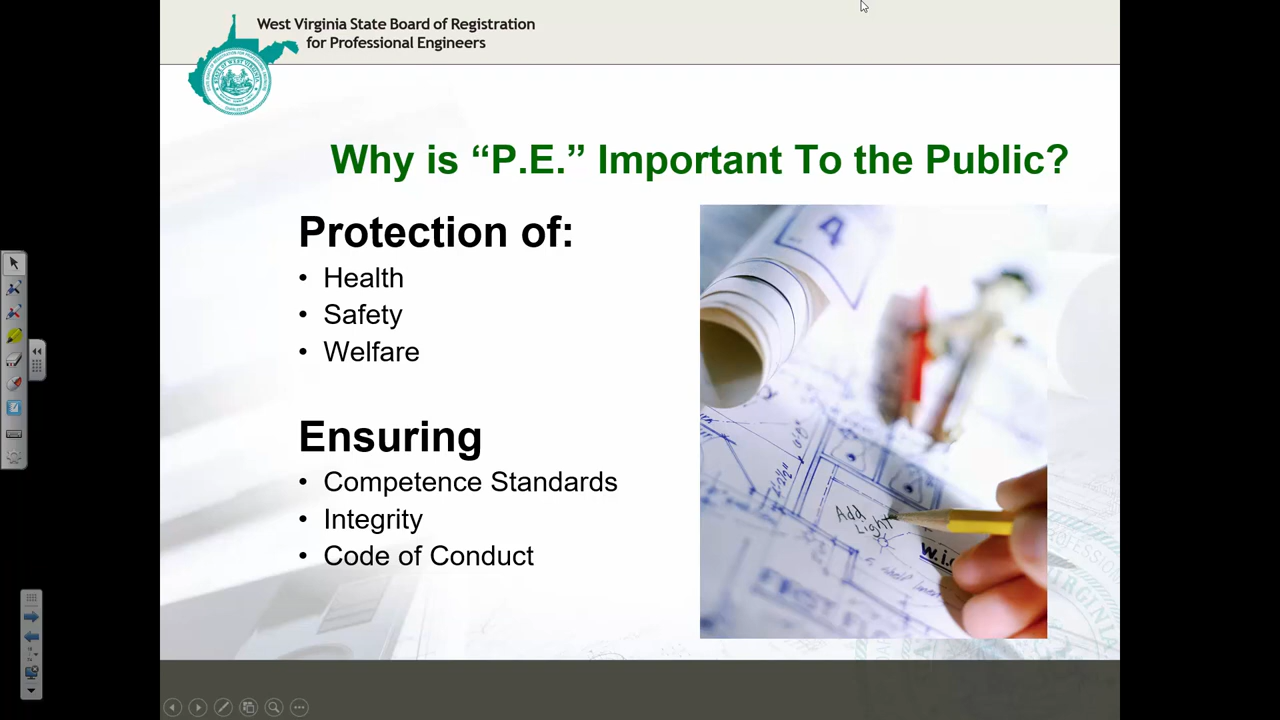 West Virginia State Board of Registration
for Professional Engineers
Why is “P.E.” Important To the Public?
Protection of:
• Health
• Safety
• Welfare
Ensuring
• Competence Standards
• Integrity
• Code of Conduct
4
Add
Light